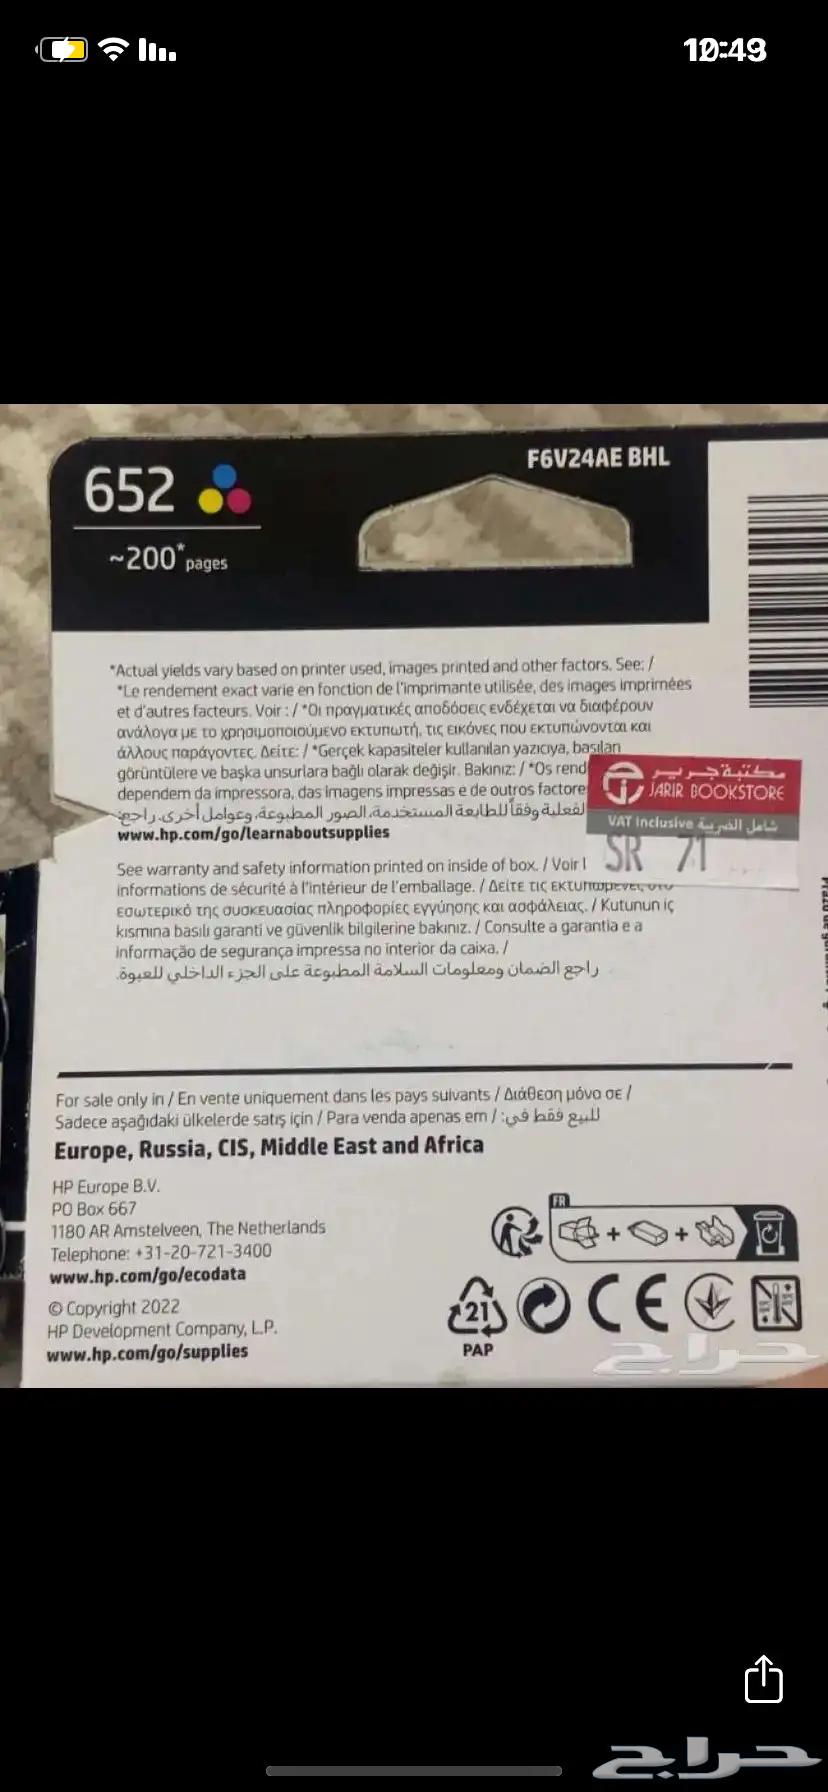 652
~200* pages
F6V24AE BHL
*Actual yields vary based on printer used, images printed and other factors. See: /
*Le rendement exact varie en fonction de l'imprimante utilisée, des images imprimées
et d'autres facteurs. Voir : / *Οι πραγματικές αποδόσεις ενδέχεται να διαφέρουν
ανάλογα με το χρησιμοποιούμενο εκτυπωτή, τις εικόνες που εκτυπώνονται και
άλλους παράγοντες. Δείτε: / *Gerçek kapasiteler kullanılan yazıcıya, basılan
görüntülere ve başka unsurlara bağlı olarak değişir. Bakınız: / *Os rend
dependem da impressora, das imagens impressas e de outros factore
لفعلية وفقاً للطابعة المستخدمة، الصور المطبوعة، وعوامل أخرى. راجع:
www.hp.com/go/learnaboutsupplies
مكتبة جرير
JARIR BOOKSTORE
VAT Inclusive شامل الضريبة
SR 71
See warranty and safety information printed on inside of box. / Voir l
informations de sécurité à l'intérieur de l'emballage. / Δείτε τις
εσωτερικό της συσκευασίας πληροφορίες εγγύησης και ασφάλειας. / Kutunun iç
kısmına basılı garanti ve güvenlik bilgilerine bakınız. / Consulte a garantia e a
informação de segurança impressa no interior da caixa. /
راجع الضمان ومعلومات السلامة المطبوعة على الجزء الداخلي للعبوة.
For sale only in / En vente uniquement dans les pays suivants / Διάθεση μόνο σε /
Sadece aşağıdaki ülkelerde satış için / Para venda apenas em / للبيع فقط في:
Europe, Russia, CIS, Middle East and Africa
HP Europe B.V.
PO Box 667
1180 AR Amstelveen, The Netherlands
Telephone: +31-20-721-3400
www.hp.com/go/ecodata
© Copyright 2022
HP Development Company, L.P.
www.hp.com/go/supplies
FR
21
PAP
CE
حراج
حراج